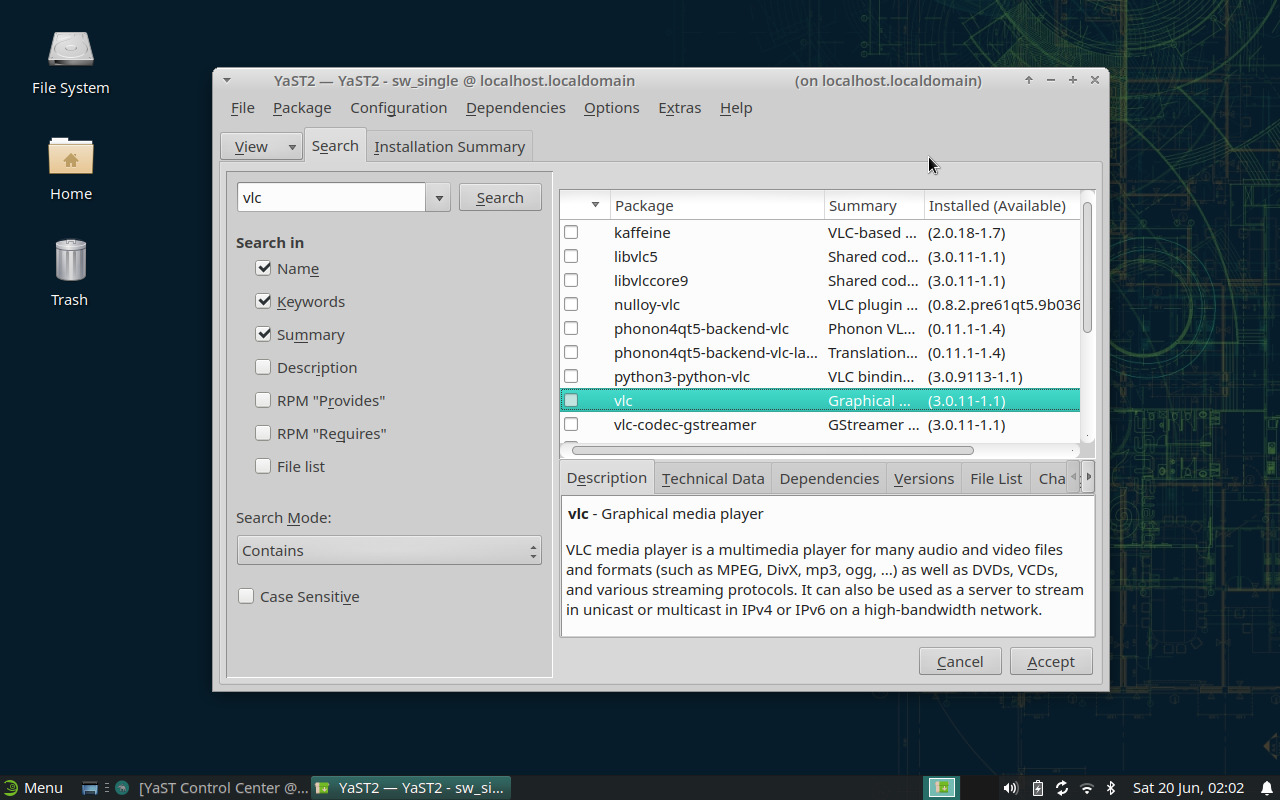 File System
Home
Trash
YaST2 — YaST2 - sw_single @ localhost.localdomain (on localhost.localdomain)
File Package Configuration Dependencies Options Extras Help
View Search Installation Summary
vlc Search
Search in
Name
Keywords
Summary
Description
RPM "Provides"
RPM "Requires"
File list
Search Mode:
Contains
Case Sensitive
Package Summary Installed (Available)
kaffeine VLC-based ... (2.0.18-1.7)
libvlc5 Shared cod... (3.0.11-1.1)
libvlccore9 Shared cod... (3.0.11-1.1)
nulloy-vlc VLC plugin ... (0.8.2.pre61qt5.9b036
phonon4qt5-backend-vlc Phonon VL... (0.11.1-1.4)
phonon4qt5-backend-vlc-la... Translation... (0.11.1-1.4)
python3-python-vlc VLC bindin... (3.0.9113-1.1)
vlc Graphical ... (3.0.11-1.1)
vlc-codec-gstreamer GStreamer ... (3.0.11-1.1)
Description Technical Data Dependencies Versions File List Cha
vlc - Graphical media player
VLC media player is a multimedia player for many audio and video files
and formats (such as MPEG, DivX, mp3, ogg, ...) as well as DVDs, VCDs,
and various streaming protocols. It can also be used as a server to stream
in unicast or multicast in IPv4 or IPv6 on a high-bandwidth network.
Cancel Accept
Menu [YaST Control Center @... YaST2 — YaST2 - sw_si... Sat 20 Jun, 02:02